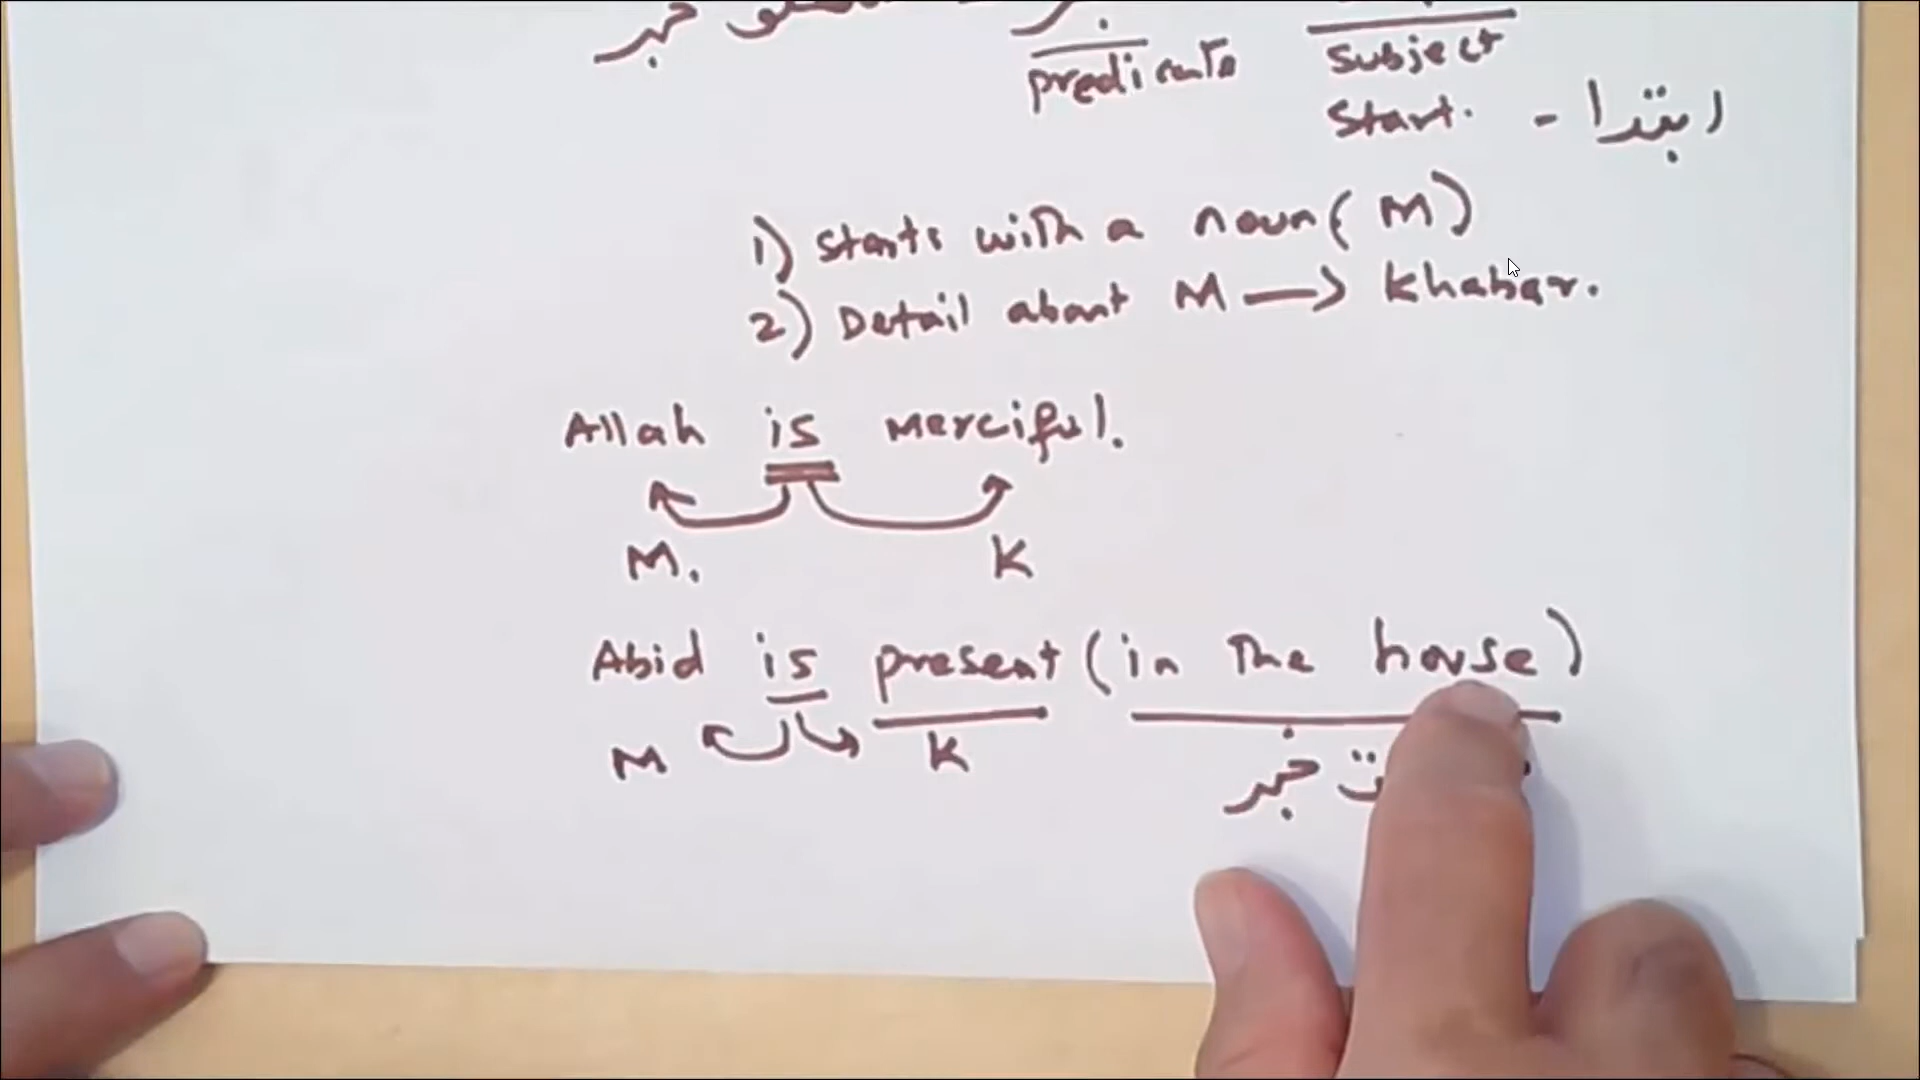 خبر
predicate subject
start. - ابتدا
1) starts with a noun (M)
2) Detail about M → Khabar.
Allah is merciful.
M. K
Abid is present (in the house)
M K خبر